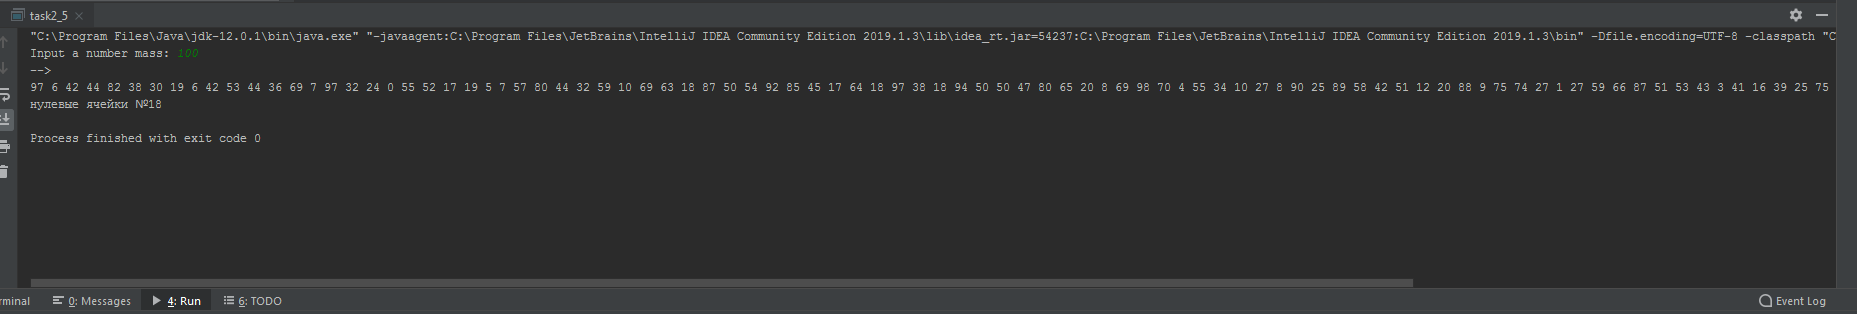 task2_5
"C:\Program Files\Java\jdk-12.0.1\bin\java.exe" "-javaagent:C:\Program Files\JetBrains\IntelliJ IDEA Community Edition 2019.1.3\lib\idea_rt.jar=54237:C:\Program Files\JetBrains\IntelliJ IDEA Community Edition 2019.1.3\bin" -Dfile.encoding=UTF-8 -classpath "C
Input a number mass: 100
-->
97 6 42 44 82 38 30 19 6 42 53 44 36 69 7 97 32 24 0 55 52 17 19 5 7 57 80 44 32 59 10 69 63 18 87 50 54 92 85 45 17 64 18 97 38 18 94 50 50 47 80 65 20 8 69 98 70 4 55 34 10 27 8 90 25 89 58 42 51 12 20 88 9 75 74 27 1 27 59 66 87 51 53 43 3 41 16 39 25 75
нулевые ячейки №18
Process finished with exit code 0
rminal 0: Messages 4: Run 6: TODO Event Log